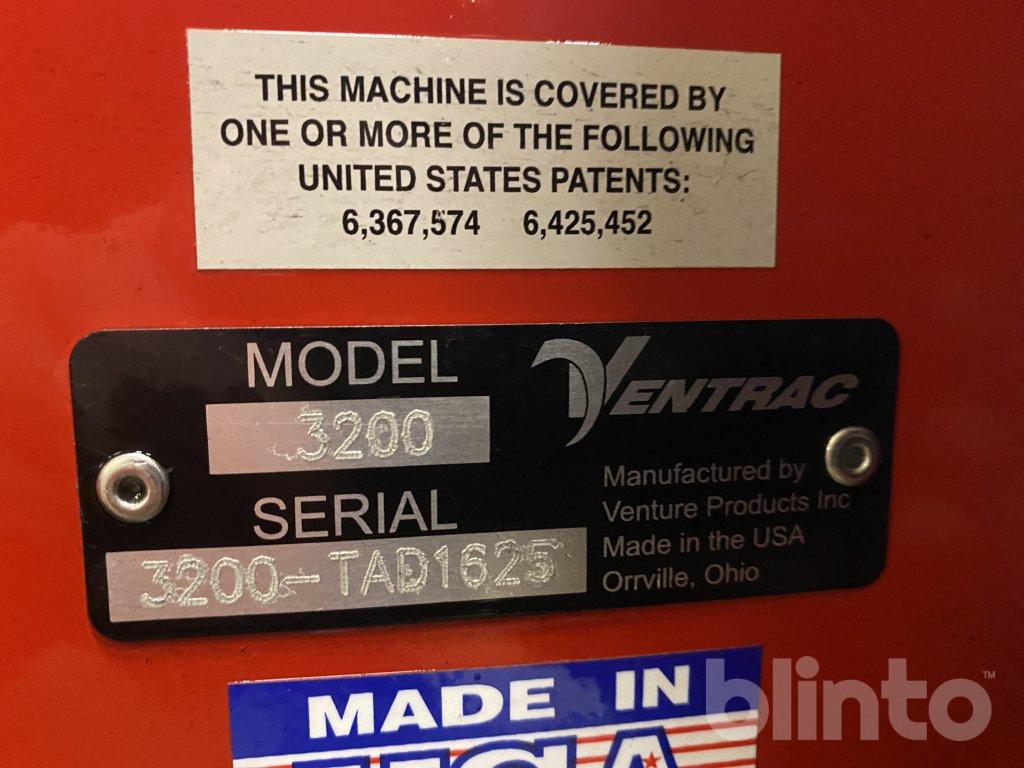 THIS MACHINE IS COVERED BY
ONE OR MORE OF THE FOLLOWING
UNITED STATES PATENTS:
6,367,574 6,425,452
MODEL
3200
VENTRAC
SERIAL
3200-TAD1625
Manufactured by
Venture Products Inc
Made in the USA
Orrville, Ohio
MADE IN
USA
blinto™